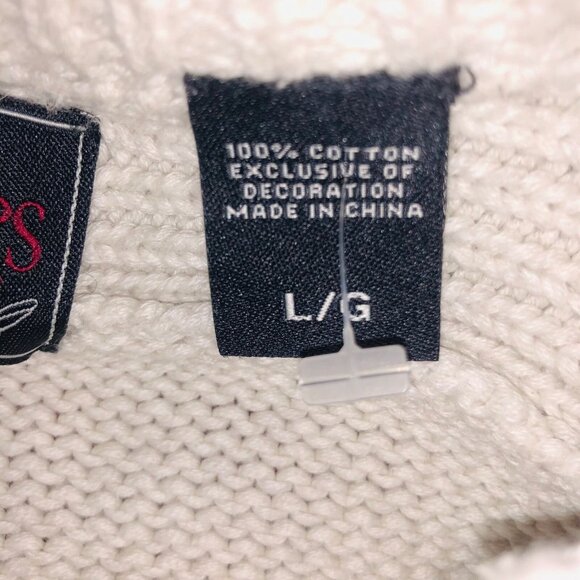 100% COTTON
EXCLUSIVE OF
DECORATION
MADE IN CHINA
L/G